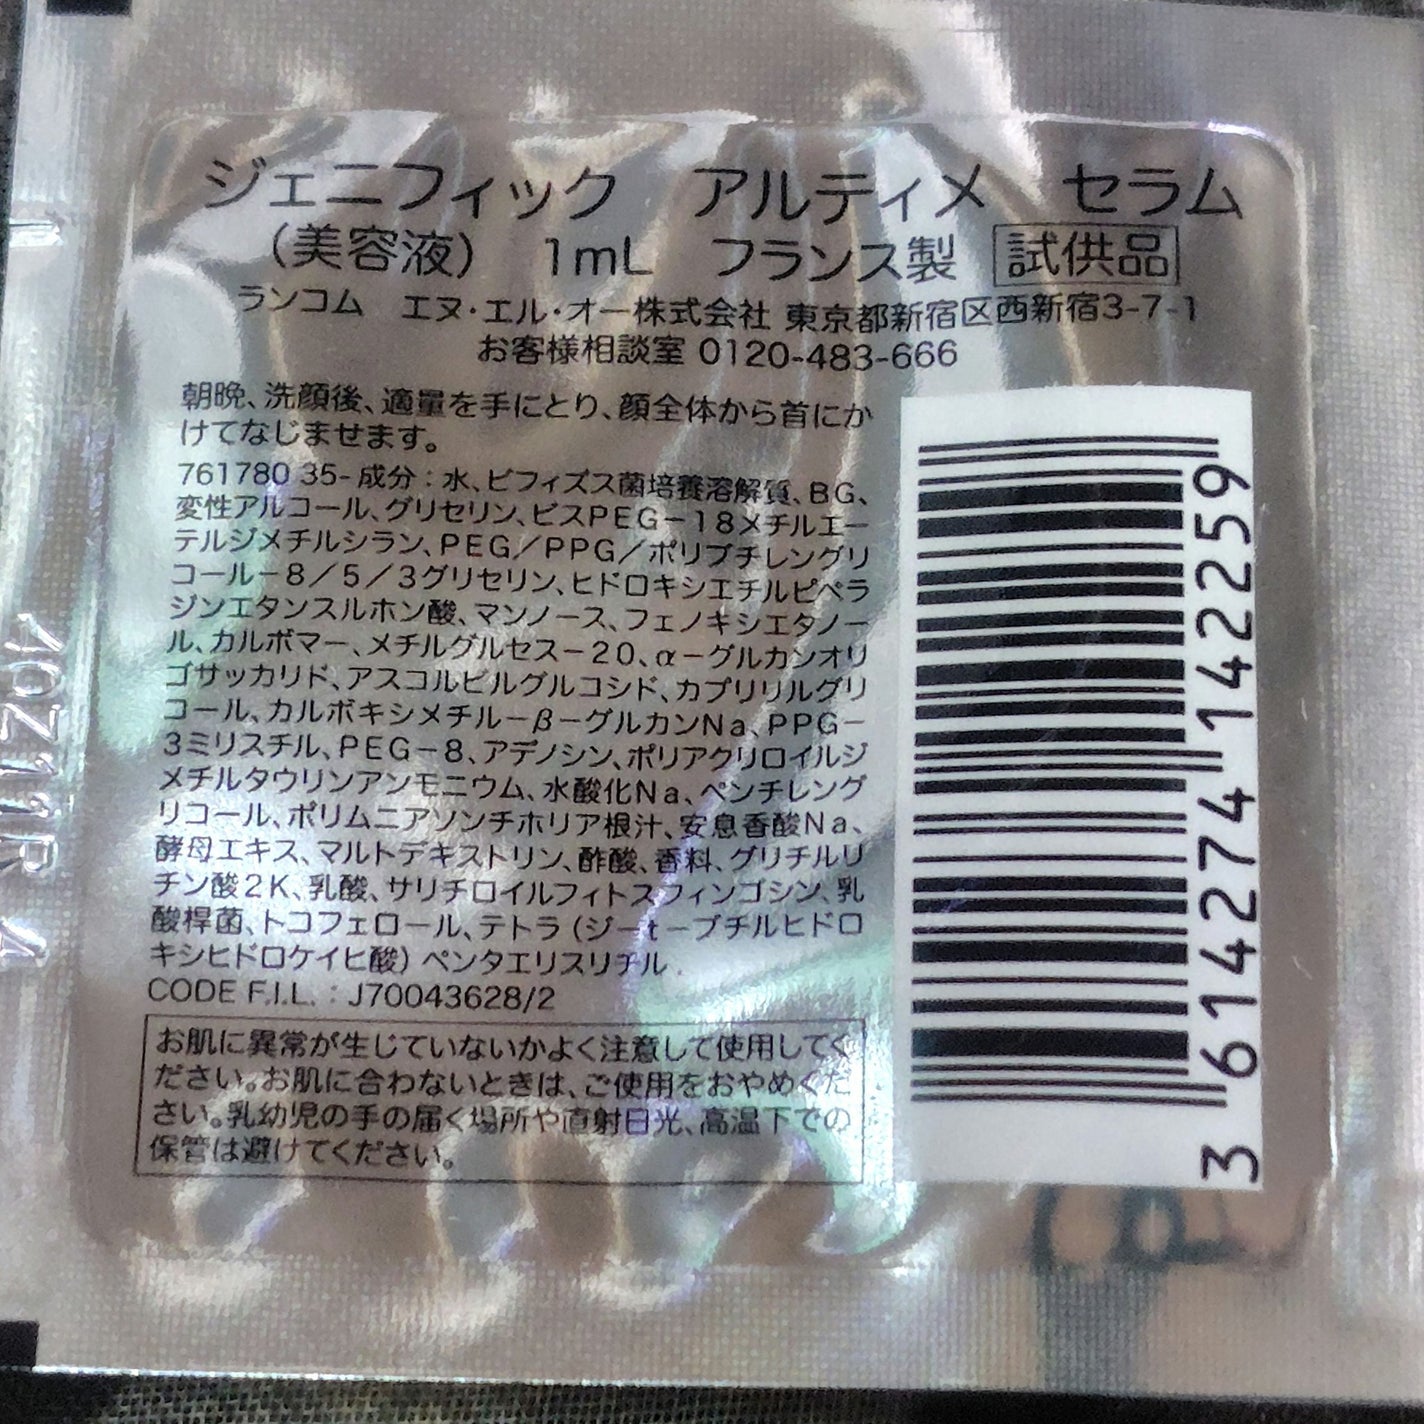 ジェニフィック アルティメ セラム
(美容液) 1mL フランス製 試供品
ランコム エヌ・エル・オー株式会社 東京都新宿区西新宿3-7-1
お客様相談室 0120-483-666
朝晩、洗顔後、適量を手にとり、顔全体から首にか
けてなじませます。
761780 35- 成分:水、ビフィズス菌培養溶解質、BG、
変性アルコール、グリセリン、ビスPEG-18メチルエー
テルジメチルシラン、PEG/PPG/ポリブチレングリ
コール-8/5/3グリセリン、ヒドロキシエチルピペラ
ジンエタンスルホン酸、マンノース、フェノキシエタノー
ル、カルボマー、メチルグルセス-20、α-グルカンオリ
ゴサッカリド、アスコルビルグルコシド、カプリリルグリ
コール、カルボキシメチル-β-グルカンNa、PPG-
3ミリスチル、PEG-8、アデノシン、ポリアクリロイルジ
メチルタウリンアンモニウム、水酸化Na、ペンチレング
リコール、ポリムニアソンチホリア根汁、安息香酸Na、
酵母エキス、マルトデキストリン、酢酸、香料、グリチルリ
チン酸2K、乳酸、サリチロイルフィトスフィンゴシン、乳
酸桿菌、トコフェロール、テトラ(ジ-t-ブチルヒドロ
キシヒドロケイヒ酸)ペンタエリスリチル
CODE F.I.L. : J70043628/2
お肌に異常が生じていないかよく注意して使用してく
ださい。お肌に合わないときは、ご使用をおやめくだ
さい。乳幼児の手の届く場所や直射日光、高温下での
保管は避けてください。
3 614274 142259